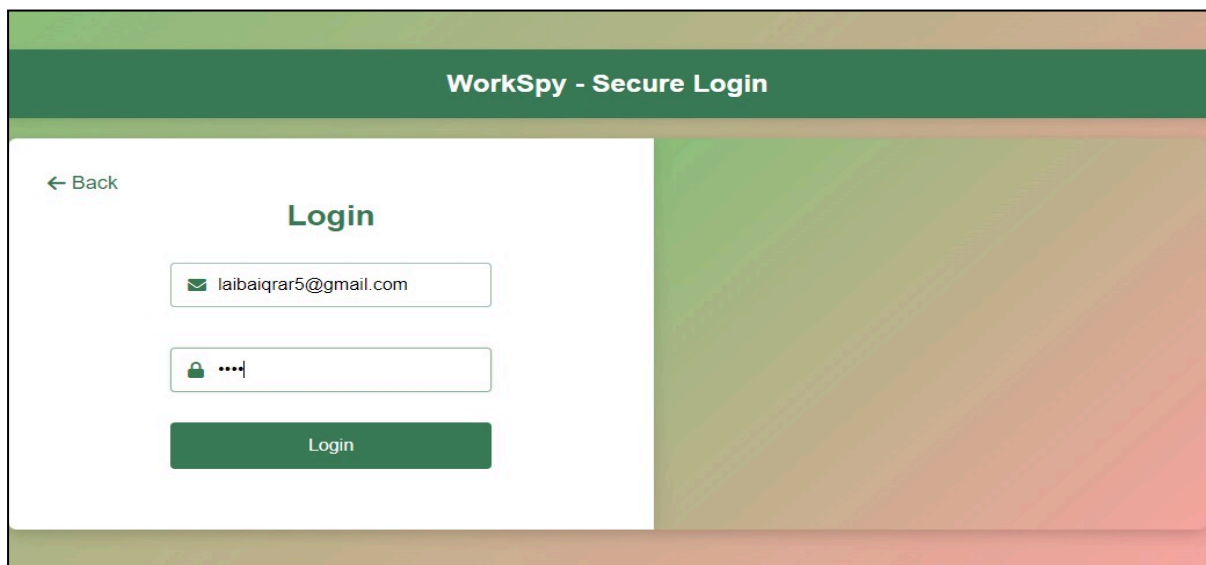 WorkSpy - Secure Login
← Back
Login
laibaiqrar5@gmail.com
••••
Login